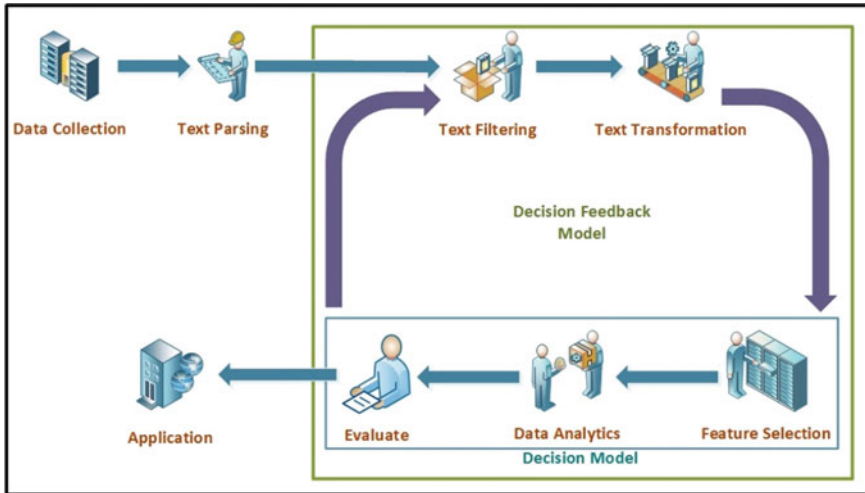 Data Collection
Text Parsing
Text Filtering
Text Transformation
Decision Feedback
Model
Application
Evaluate
Data Analytics
Feature Selection
Decision Model